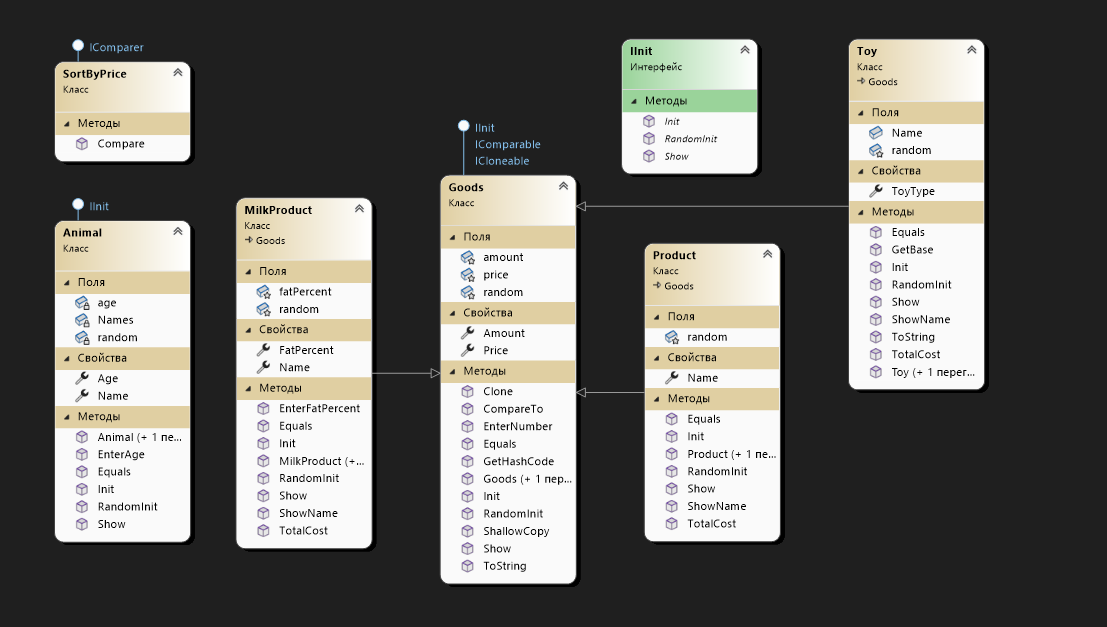 IComparer
SortByPrice
Класс
Методы
Compare
IInit
Animal
Класс
Поля
age
Names
random
Свойства
Age
Name
Методы
Animal (+ 1 пе...
EnterAge
Equals
Init
RandomInit
Show
MilkProduct
Класс
Goods
Поля
fatPercent
random
Свойства
FatPercent
Name
Методы
EnterFatPercent
Equals
Init
MilkProduct (+...
RandomInit
Show
ShowName
TotalCost
IInit
IComparable
ICloneable
Goods
Класс
Поля
amount
price
random
Свойства
Amount
Price
Методы
Clone
CompareTo
EnterNumber
Equals
GetHashCode
Goods (+ 1 пер...
Init
RandomInit
ShallowCopy
Show
ToString
IInit
Интерфейс
Методы
Init
RandomInit
Show
Product
Класс
Goods
Поля
random
Свойства
Name
Методы
Equals
Init
Product (+ 1 пе...
RandomInit
Show
ShowName
TotalCost
Toy
Класс
Goods
Поля
Name
random
Свойства
ToyType
Методы
Equals
GetBase
Init
RandomInit
Show
ShowName
ToString
TotalCost
Toy (+ 1 перег...